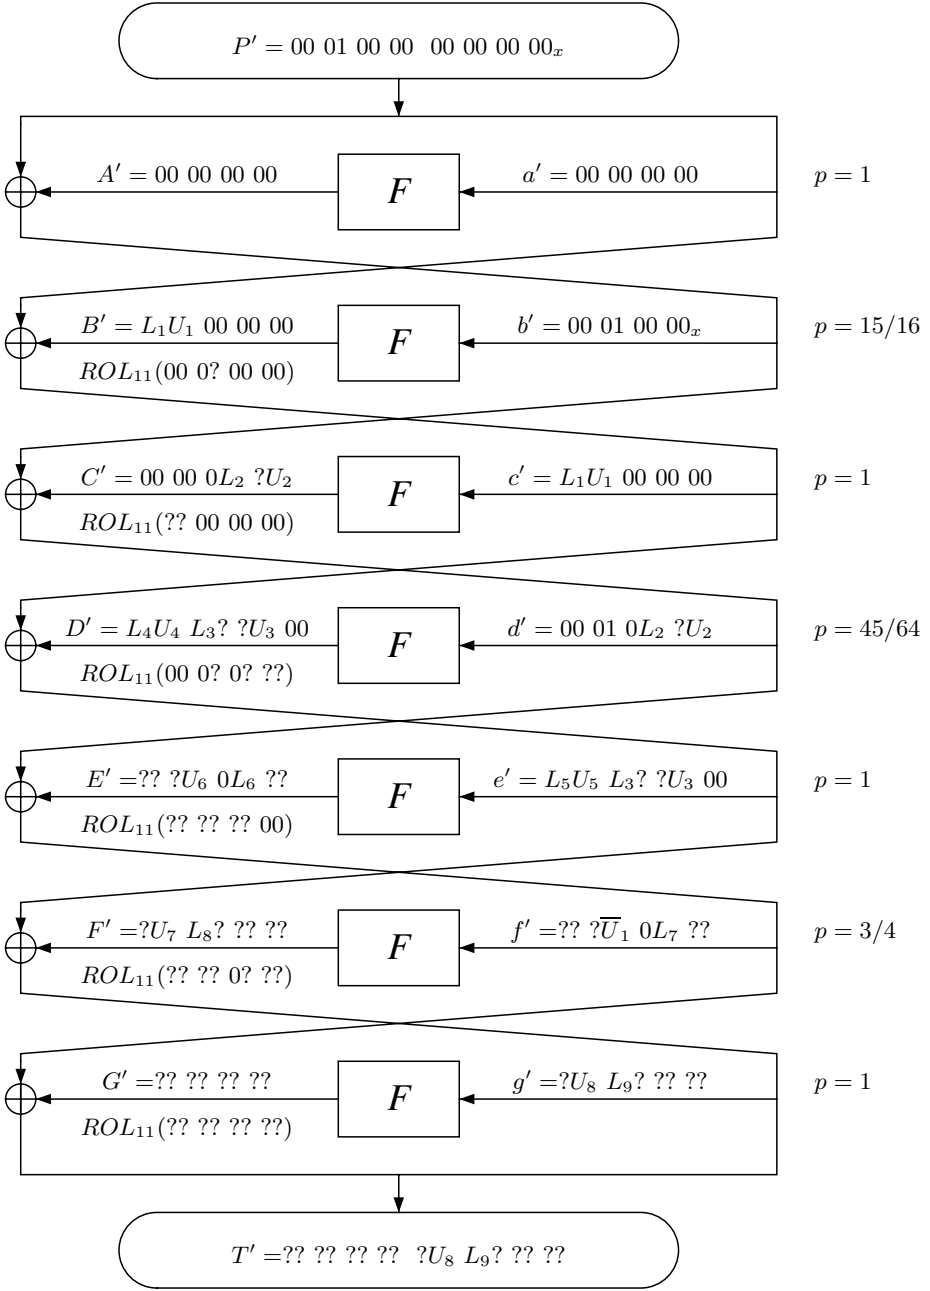 P′ = 00 01 00 00 00 00 00 00ₓ
A′ = 00 00 00 00 F a′ = 00 00 00 00 p = 1
B′ = L₁U₁ 00 00 00 F b′ = 00 01 00 00ₓ p = 15/16
ROL₁₁(00 0? 00 00)
C′ = 00 00 0L₂ ?U₂ F c′ = L₁U₁ 00 00 00 p = 1
ROL₁₁(?? 00 00 00)
D′ = L₄U₄ L₃? ?U₃ 00 F d′ = 00 01 0L₂ ?U₂ p = 45/64
ROL₁₁(00 0? 0? ??)
E′ =?? ?U₆ 0L₆ ?? F e′ = L₅U₅ L₃? ?U₃ 00 p = 1
ROL₁₁(?? ?? ?? 00)
F′ =?U₇ L₈? ?? ?? F f′ =?? ?U̅₁ 0L₇ ?? p = 3/4
ROL₁₁(?? ?? 0? ??)
G′ =?? ?? ?? ?? F g′ =?U₈ L₉? ?? ?? p = 1
ROL₁₁(?? ?? ?? ??)
T′ =?? ?? ?? ?? ?U₈ L₉? ?? ??